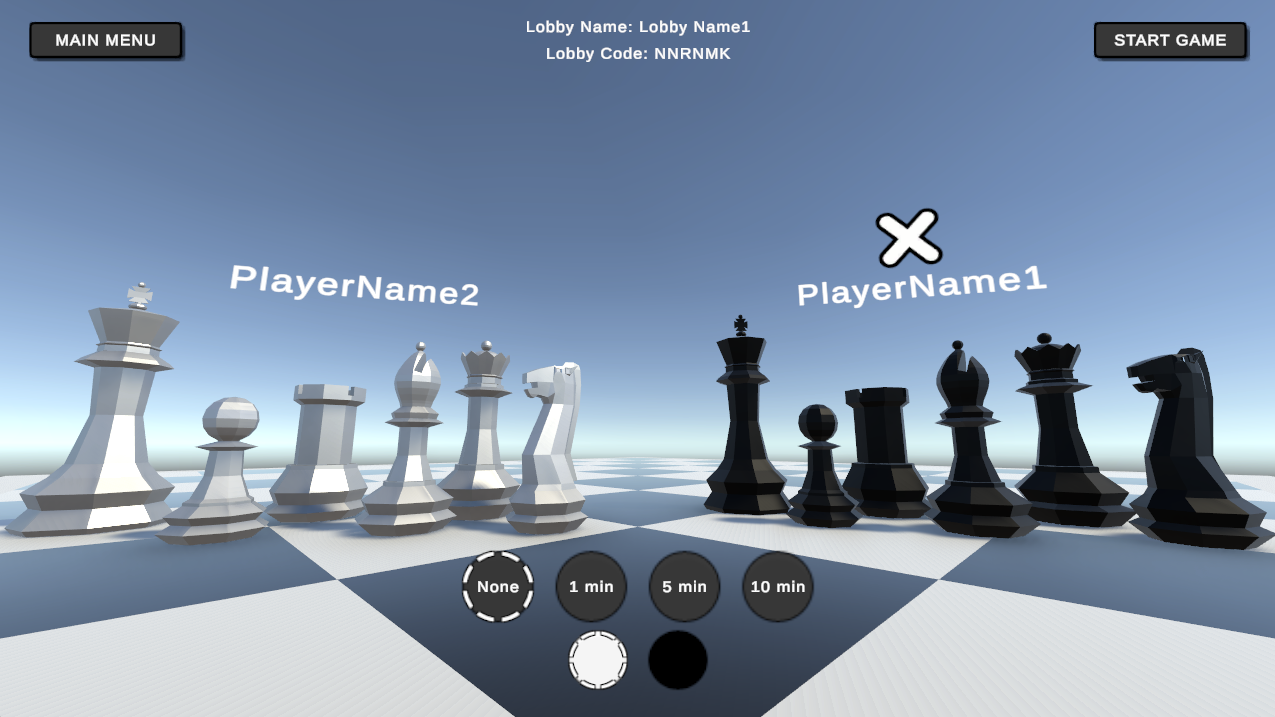 MAIN MENU
Lobby Name: Lobby Name1
Lobby Code: NNRNMK
START GAME
PlayerName2
PlayerName1
None
1 min
5 min
10 min